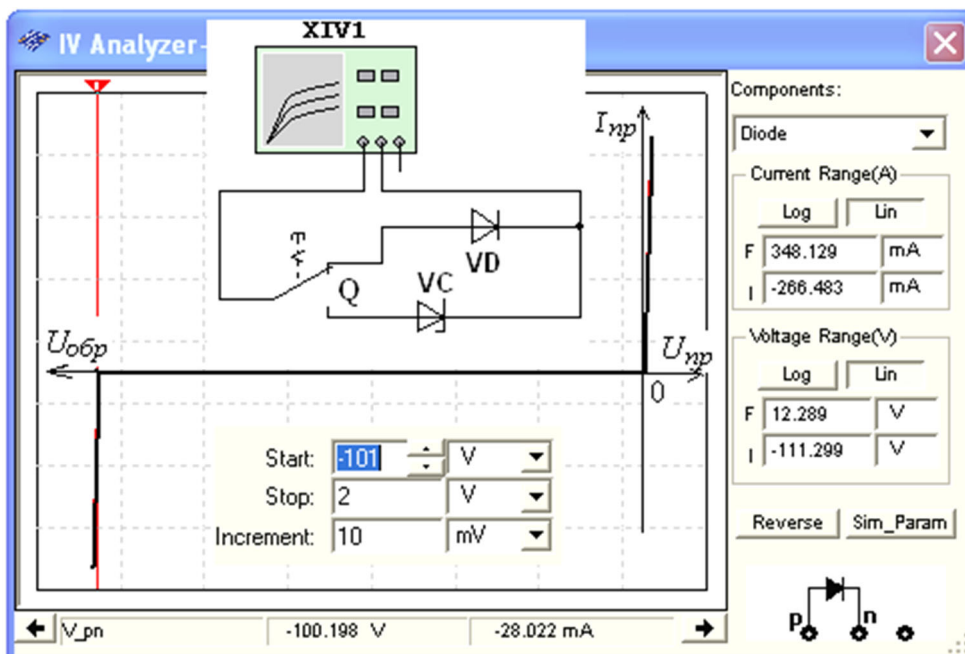 IV Analyzer-
XIV1
Components:
Diode
Current Range(A)
Log Lin
F 348.129 mA
I -266.483 mA
Voltage Range(V)
Log Lin
F 12.289 V
I -111.299 V
Reverse Sim_Param
p n
Iпр
Uобр
Uпр
0
VD
Q
VC
Start: -101 V
Stop: 2 V
Increment: 10 mV
V_pn -100.198 V -28.022 mA